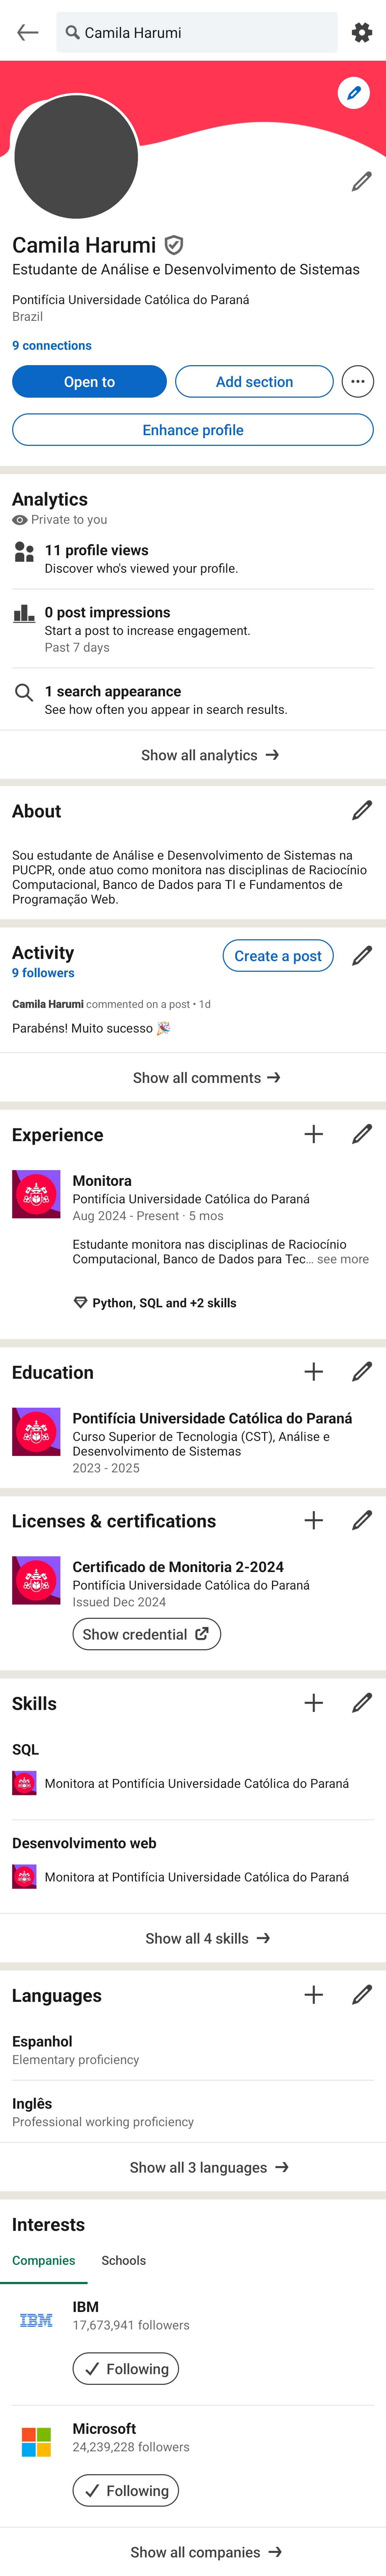 Camila Harumi
Camila Harumi
Estudante de Análise e Desenvolvimento de Sistemas
Pontifícia Universidade Católica do Paraná
Brazil
9 connections
Open to
Add section
Enhance profile
Analytics
Private to you
11 profile views
Discover who's viewed your profile.
0 post impressions
Start a post to increase engagement.
Past 7 days
1 search appearance
See how often you appear in search results.
Show all analytics →
About
Sou estudante de Análise e Desenvolvimento de Sistemas na
PUCPR, onde atuo como monitora nas disciplinas de Raciocínio
Computacional, Banco de Dados para TI e Fundamentos de
Programação Web.
Activity
Create a post
9 followers
Camila Harumi commented on a post • 1d
Parabéns! Muito sucesso 🎉
Show all comments →
Experience
Monitora
Pontifícia Universidade Católica do Paraná
Aug 2024 - Present · 5 mos
Estudante monitora nas disciplinas de Raciocínio
Computacional, Banco de Dados para Tec... see more
Python, SQL and +2 skills
Education
Pontifícia Universidade Católica do Paraná
Curso Superior de Tecnologia (CST), Análise e
Desenvolvimento de Sistemas
2023 - 2025
Licenses & certifications
Certificado de Monitoria 2-2024
Pontifícia Universidade Católica do Paraná
Issued Dec 2024
Show credential
Skills
SQL
Monitora at Pontifícia Universidade Católica do Paraná
Desenvolvimento web
Monitora at Pontifícia Universidade Católica do Paraná
Show all 4 skills →
Languages
Espanhol
Elementary proficiency
Inglês
Professional working proficiency
Show all 3 languages →
Interests
Companies Schools
IBM
IBM
17,673,941 followers
Following
Microsoft
24,239,228 followers
Following
Show all companies →